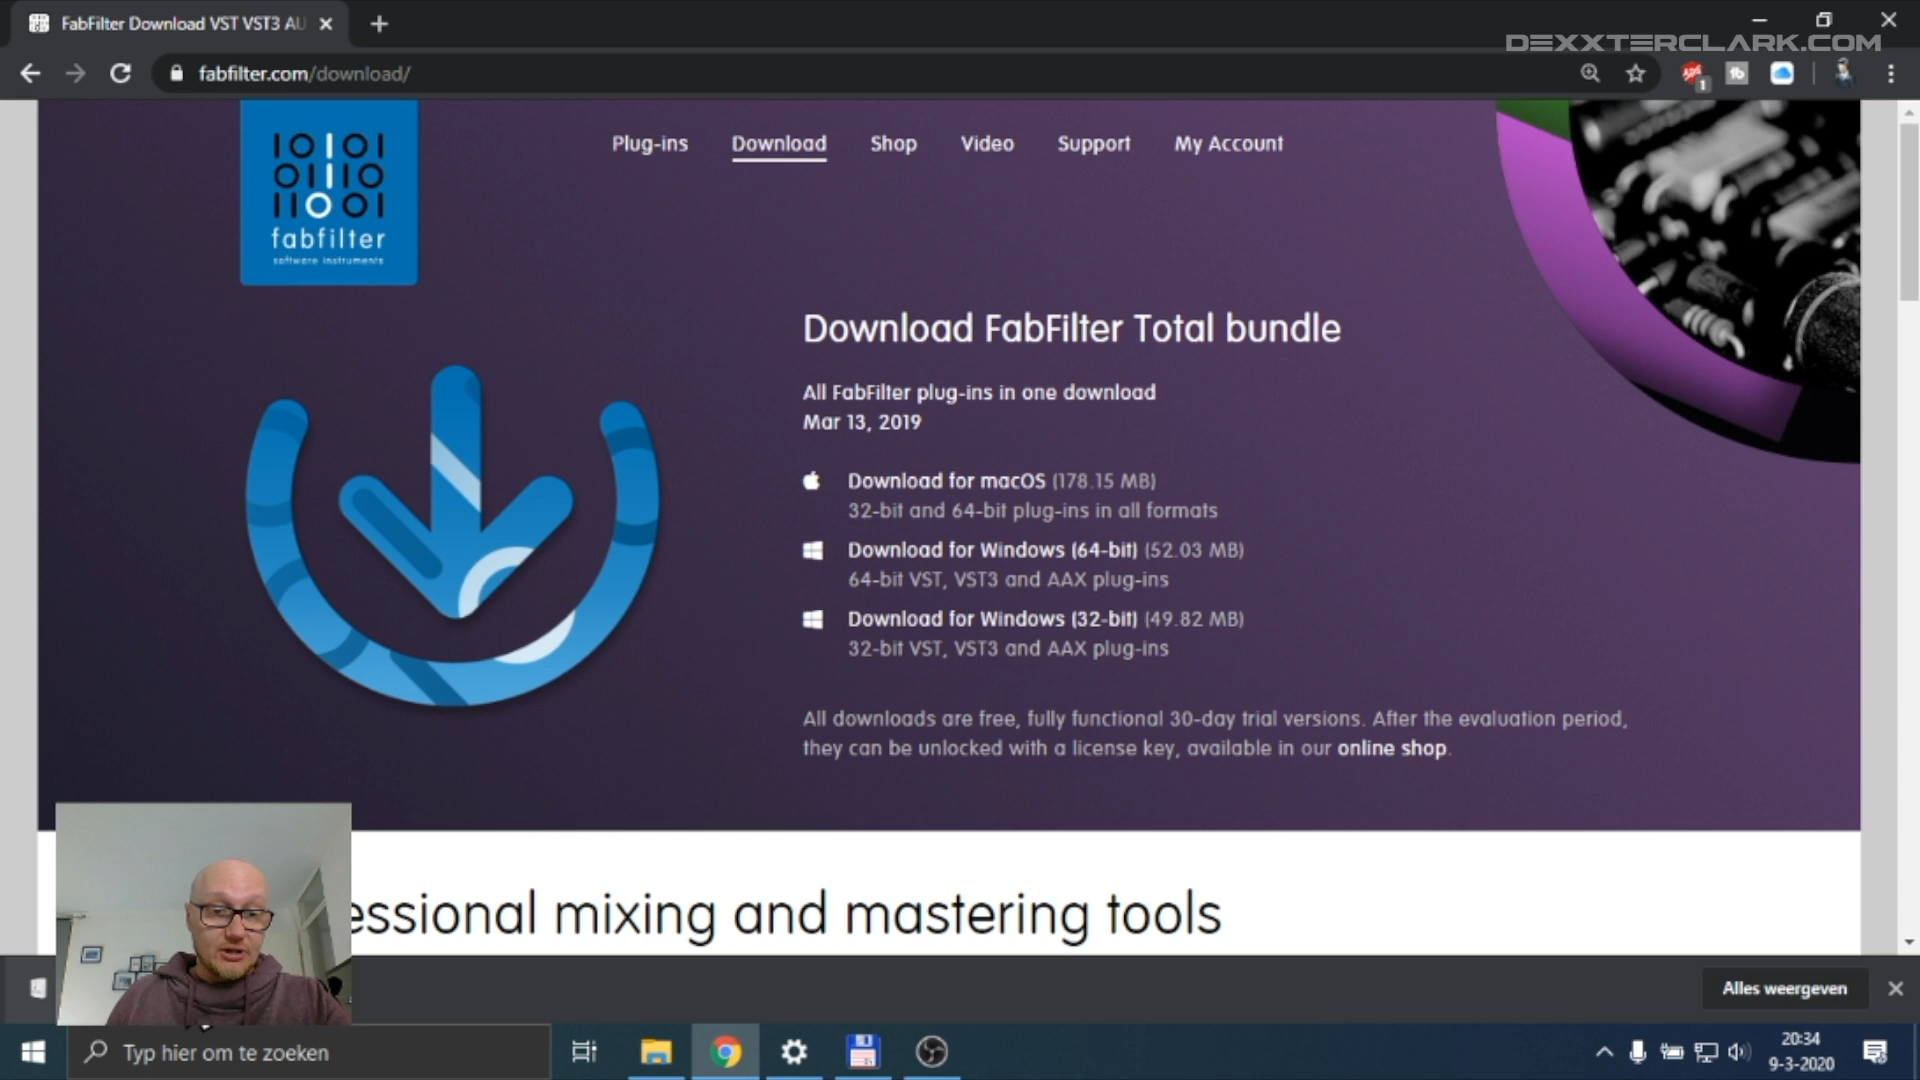 FabFilter Download VST VST3 AU
DEXXTERCLARK.COM
fabfilter.com/download/
1
fabfilter
software instruments
Plug-ins
Download
Shop
Video
Support
My Account
Download FabFilter Total bundle
All FabFilter plug-ins in one download
Mar 13, 2019
Download for macOS (178.15 MB)
32-bit and 64-bit plug-ins in all formats
Download for Windows (64-bit) (52.03 MB)
64-bit VST, VST3 and AAX plug-ins
Download for Windows (32-bit) (49.82 MB)
32-bit VST, VST3 and AAX plug-ins
All downloads are free, fully functional 30-day trial versions. After the evaluation period,
they can be unlocked with a license key, available in our online shop.
essional mixing and mastering tools
Alles weergeven
Typ hier om te zoeken
20:34
9-3-2020